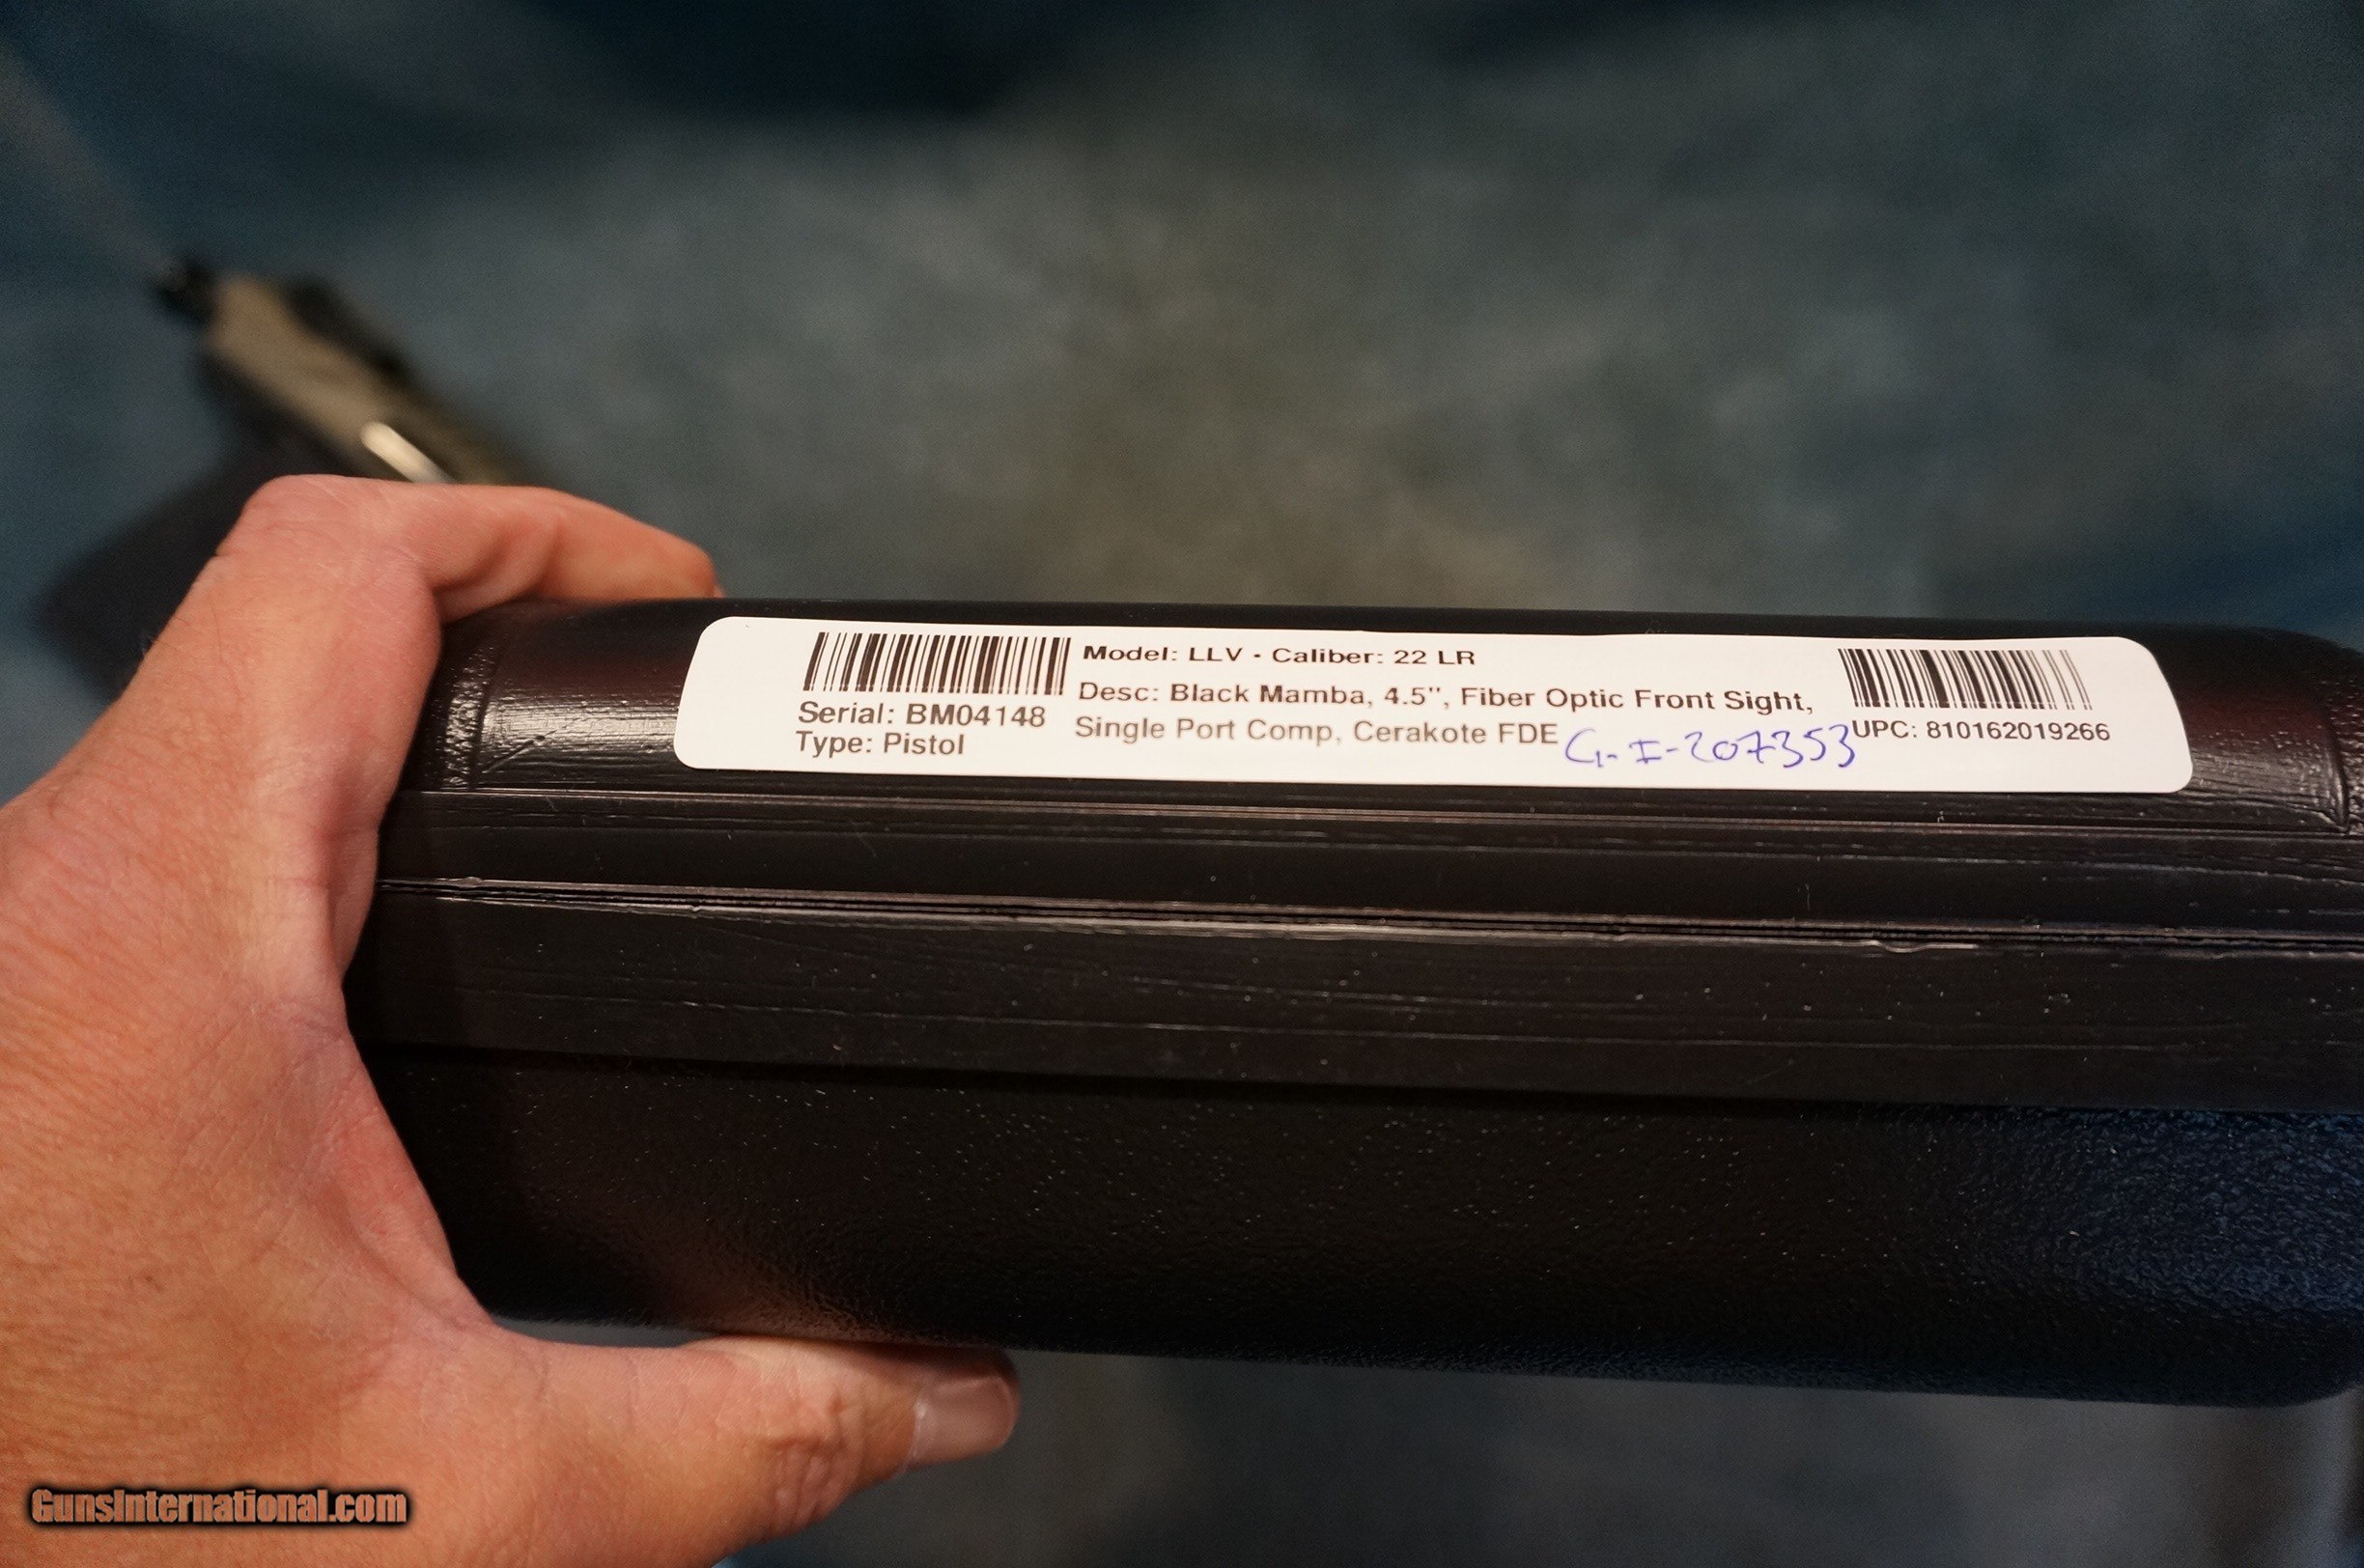 Model: LLV • Caliber: 22 LR
Desc: Black Mamba, 4.5", Fiber Optic Front Sight,
Single Port Comp, Cerakote FDE
Serial: BM04148
Type: Pistol
G.I-207353
UPC: 810162019266
GunsInternational.com